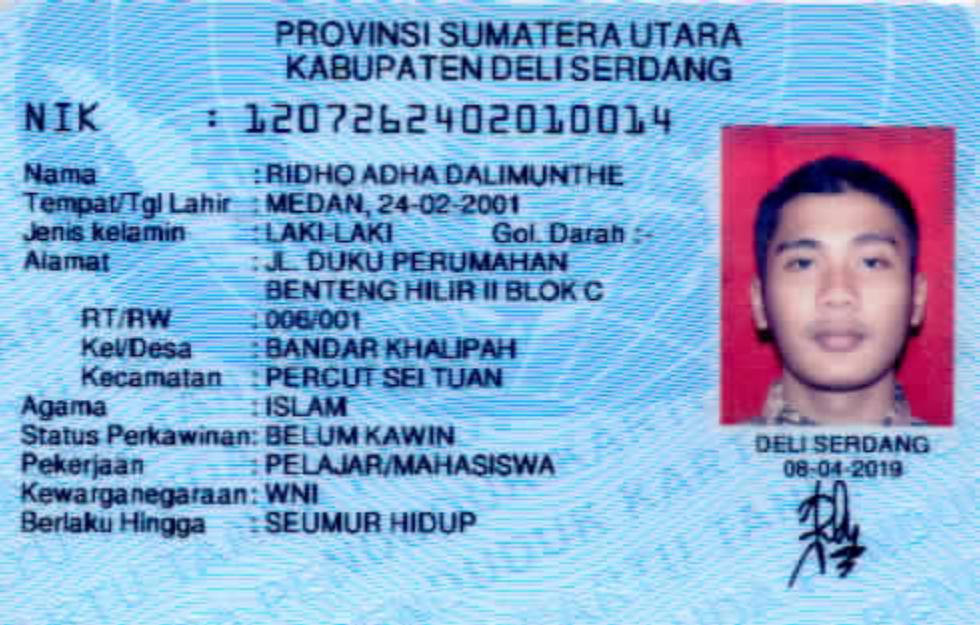 PROVINSI SUMATERA UTARA
KABUPATEN DELI SERDANG
NIK : 1207262402010014
Nama : RIDHO ADHA DALIMUNTHE
Tempat/Tgl Lahir : MEDAN, 24-02-2001
Jenis kelamin : LAKI-LAKI Gol. Darah :-
Alamat : JL. DUKU PERUMAHAN
BENTENG HILIR II BLOK C
RT/RW : 006/001
Kel/Desa : BANDAR KHALIPAH
Kecamatan : PERCUT SEI TUAN
Agama : ISLAM
Status Perkawinan: BELUM KAWIN
Pekerjaan : PELAJAR/MAHASISWA
Kewarganegaraan: WNI
Berlaku Hingga : SEUMUR HIDUP
DELI SERDANG
08-04-2019